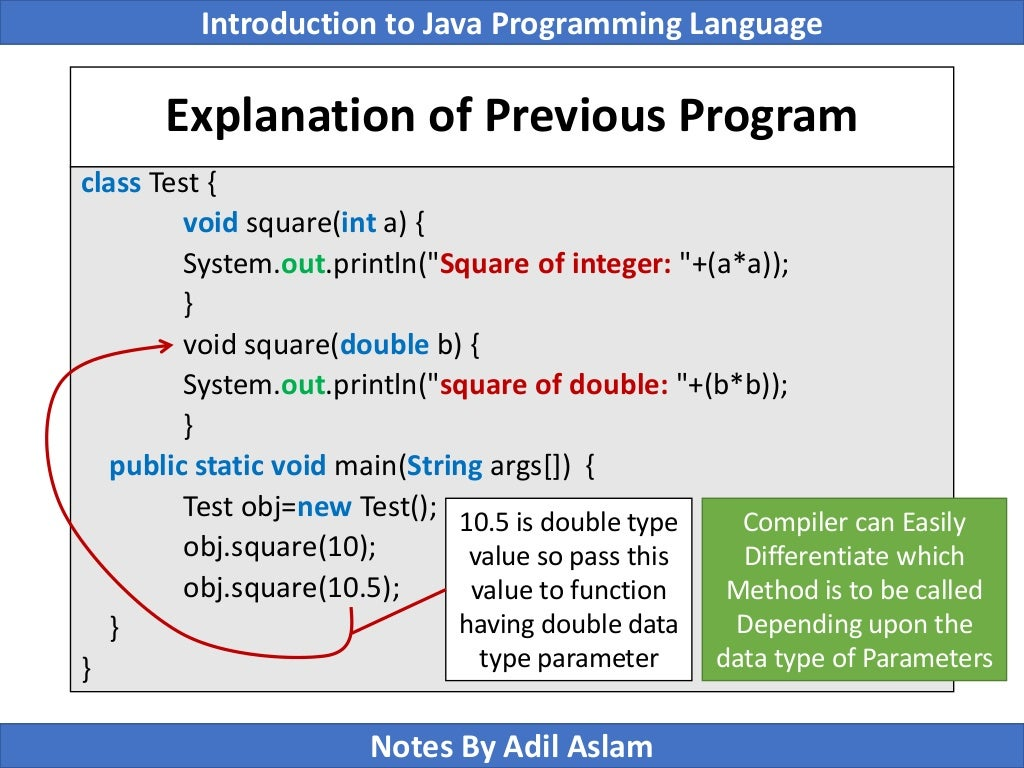 Introduction to Java Programming Language
Explanation of Previous Program
class Test {
void square(int a) {
System.out.println("Square of integer: "+(a*a));
}
void square(double b) {
System.out.println("square of double: "+(b*b));
}
public static void main(String args[]) {
Test obj=new Test();
obj.square(10);
obj.square(10.5);
}
}
10.5 is double type
value so pass this
value to function
having double data
type parameter
Compiler can Easily
Differentiate which
Method is to be called
Depending upon the
data type of Parameters
Notes By Adil Aslam